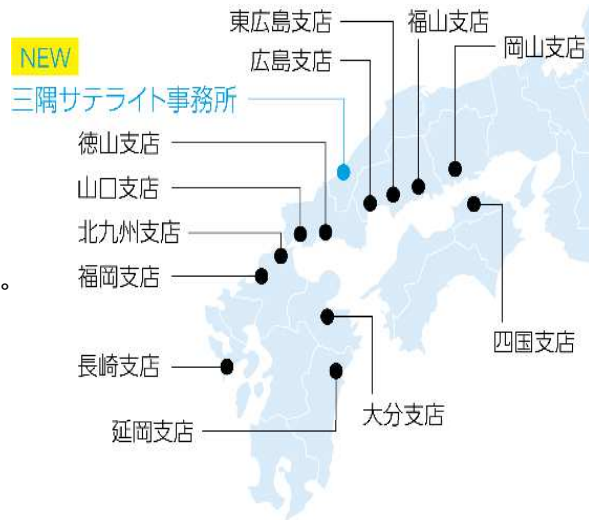 東広島支店
福山支店
岡山支店
広島支店
NEW
三隅サテライト事務所
徳山支店
山口支店
北九州支店
福岡支店
。
長崎支店
延岡支店
大分支店
四国支店